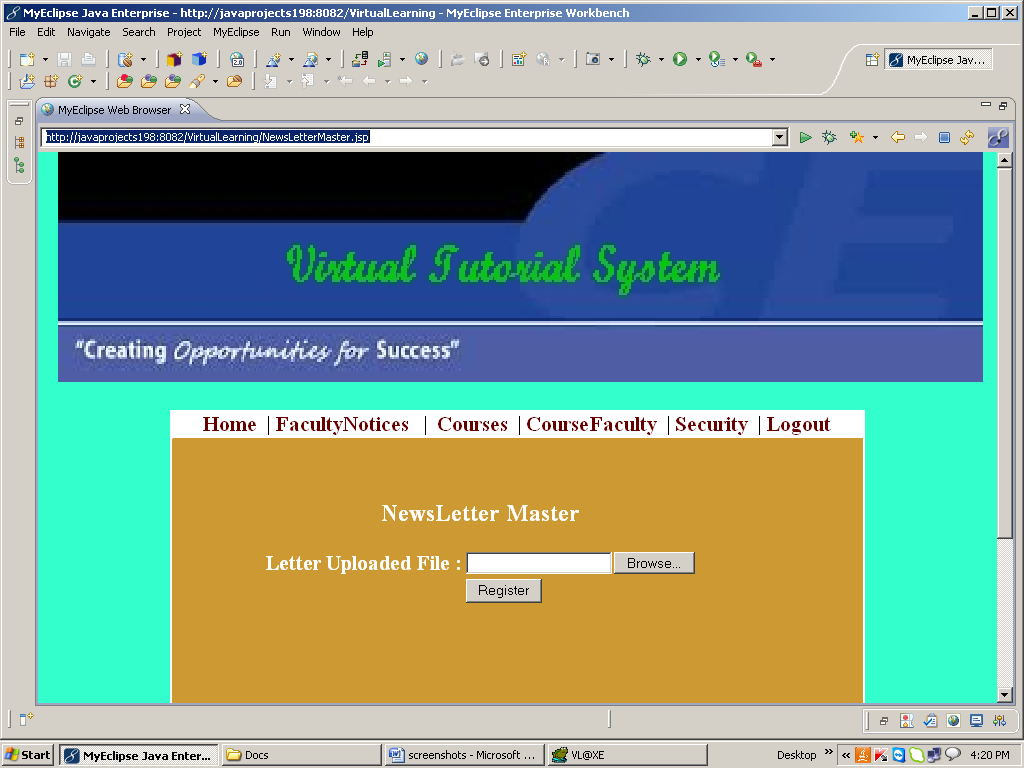 MyEclipse Java Enterprise - http://javaprojects198:8082/VirtualLearning - MyEclipse Enterprise Workbench
File Edit Navigate Search Project MyEclipse Run Window Help
2.0
MyEclipse Jav...
MyEclipse Web Browser
http://javaprojects198:8082/VirtualLearning/NewsLetterMaster.jsp
CE
Virtual Tutorial System
"Creating Opportunities for Success"
Home | FacultyNotices | Courses | CourseFaculty | Security | Logout
NewsLetter Master
Letter Uploaded File : Browse...
Register
Start MyEclipse Java Enter... Docs screenshots - Microsoft ... VL@XE Desktop » « 4:20 PM